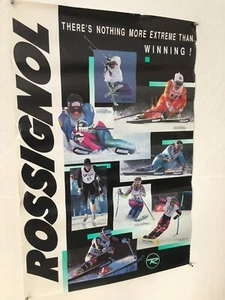 ROSSIGNOL
THERE'S NOTHING MORE EXTREME THAN
WINNING !
R